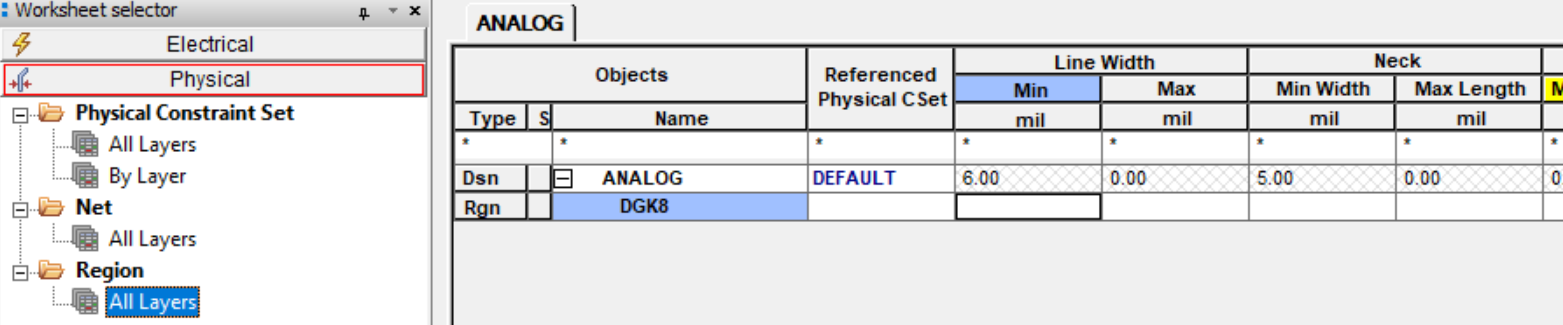 Worksheet selector
Electrical
Physical
Physical Constraint Set
All Layers
By Layer
Net
All Layers
Region
All Layers
ANALOG
Objects Referenced Physical CSet Line Width Neck
Min Max Min Width Max Length M
Type S Name mil mil mil mil
* * * * * * * *
Dsn ANALOG DEFAULT 6.00 0.00 5.00 0.00 0
Rgn DGK8